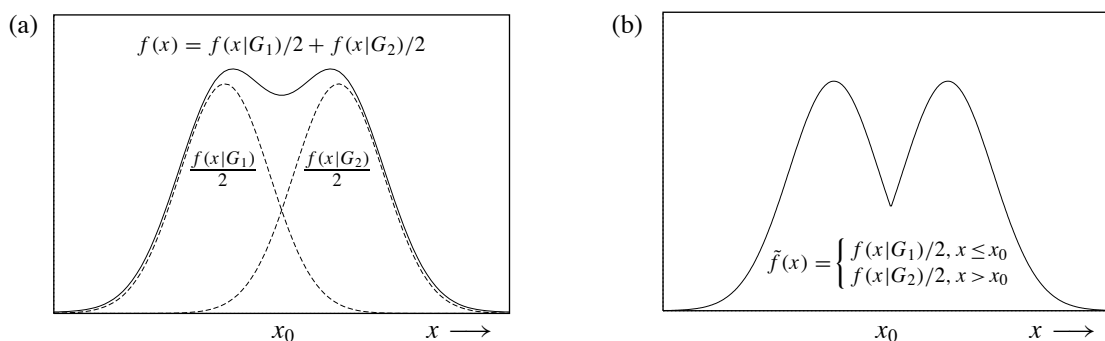 (a)
f(x) = f(x|G₁)/2 + f(x|G₂)/2
f(x|G₁)
2
f(x|G₂)
2
x₀
x ⟶
(b)
f̃(x) = { f(x|G₁)/2, x ≤ x₀
f(x|G₂)/2, x > x₀
x₀
x ⟶